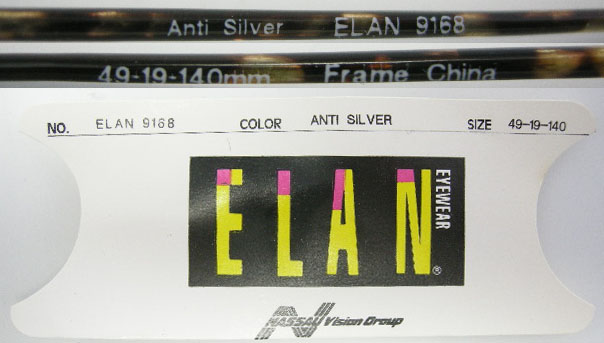 Anti Silver ELAN 9168
49-19-140mm Frame China
NO. ELAN 9168 COLOR ANTI SILVER SIZE 49-19-140
ELAN EYEWEAR ®
N
NASSAU Vision Group